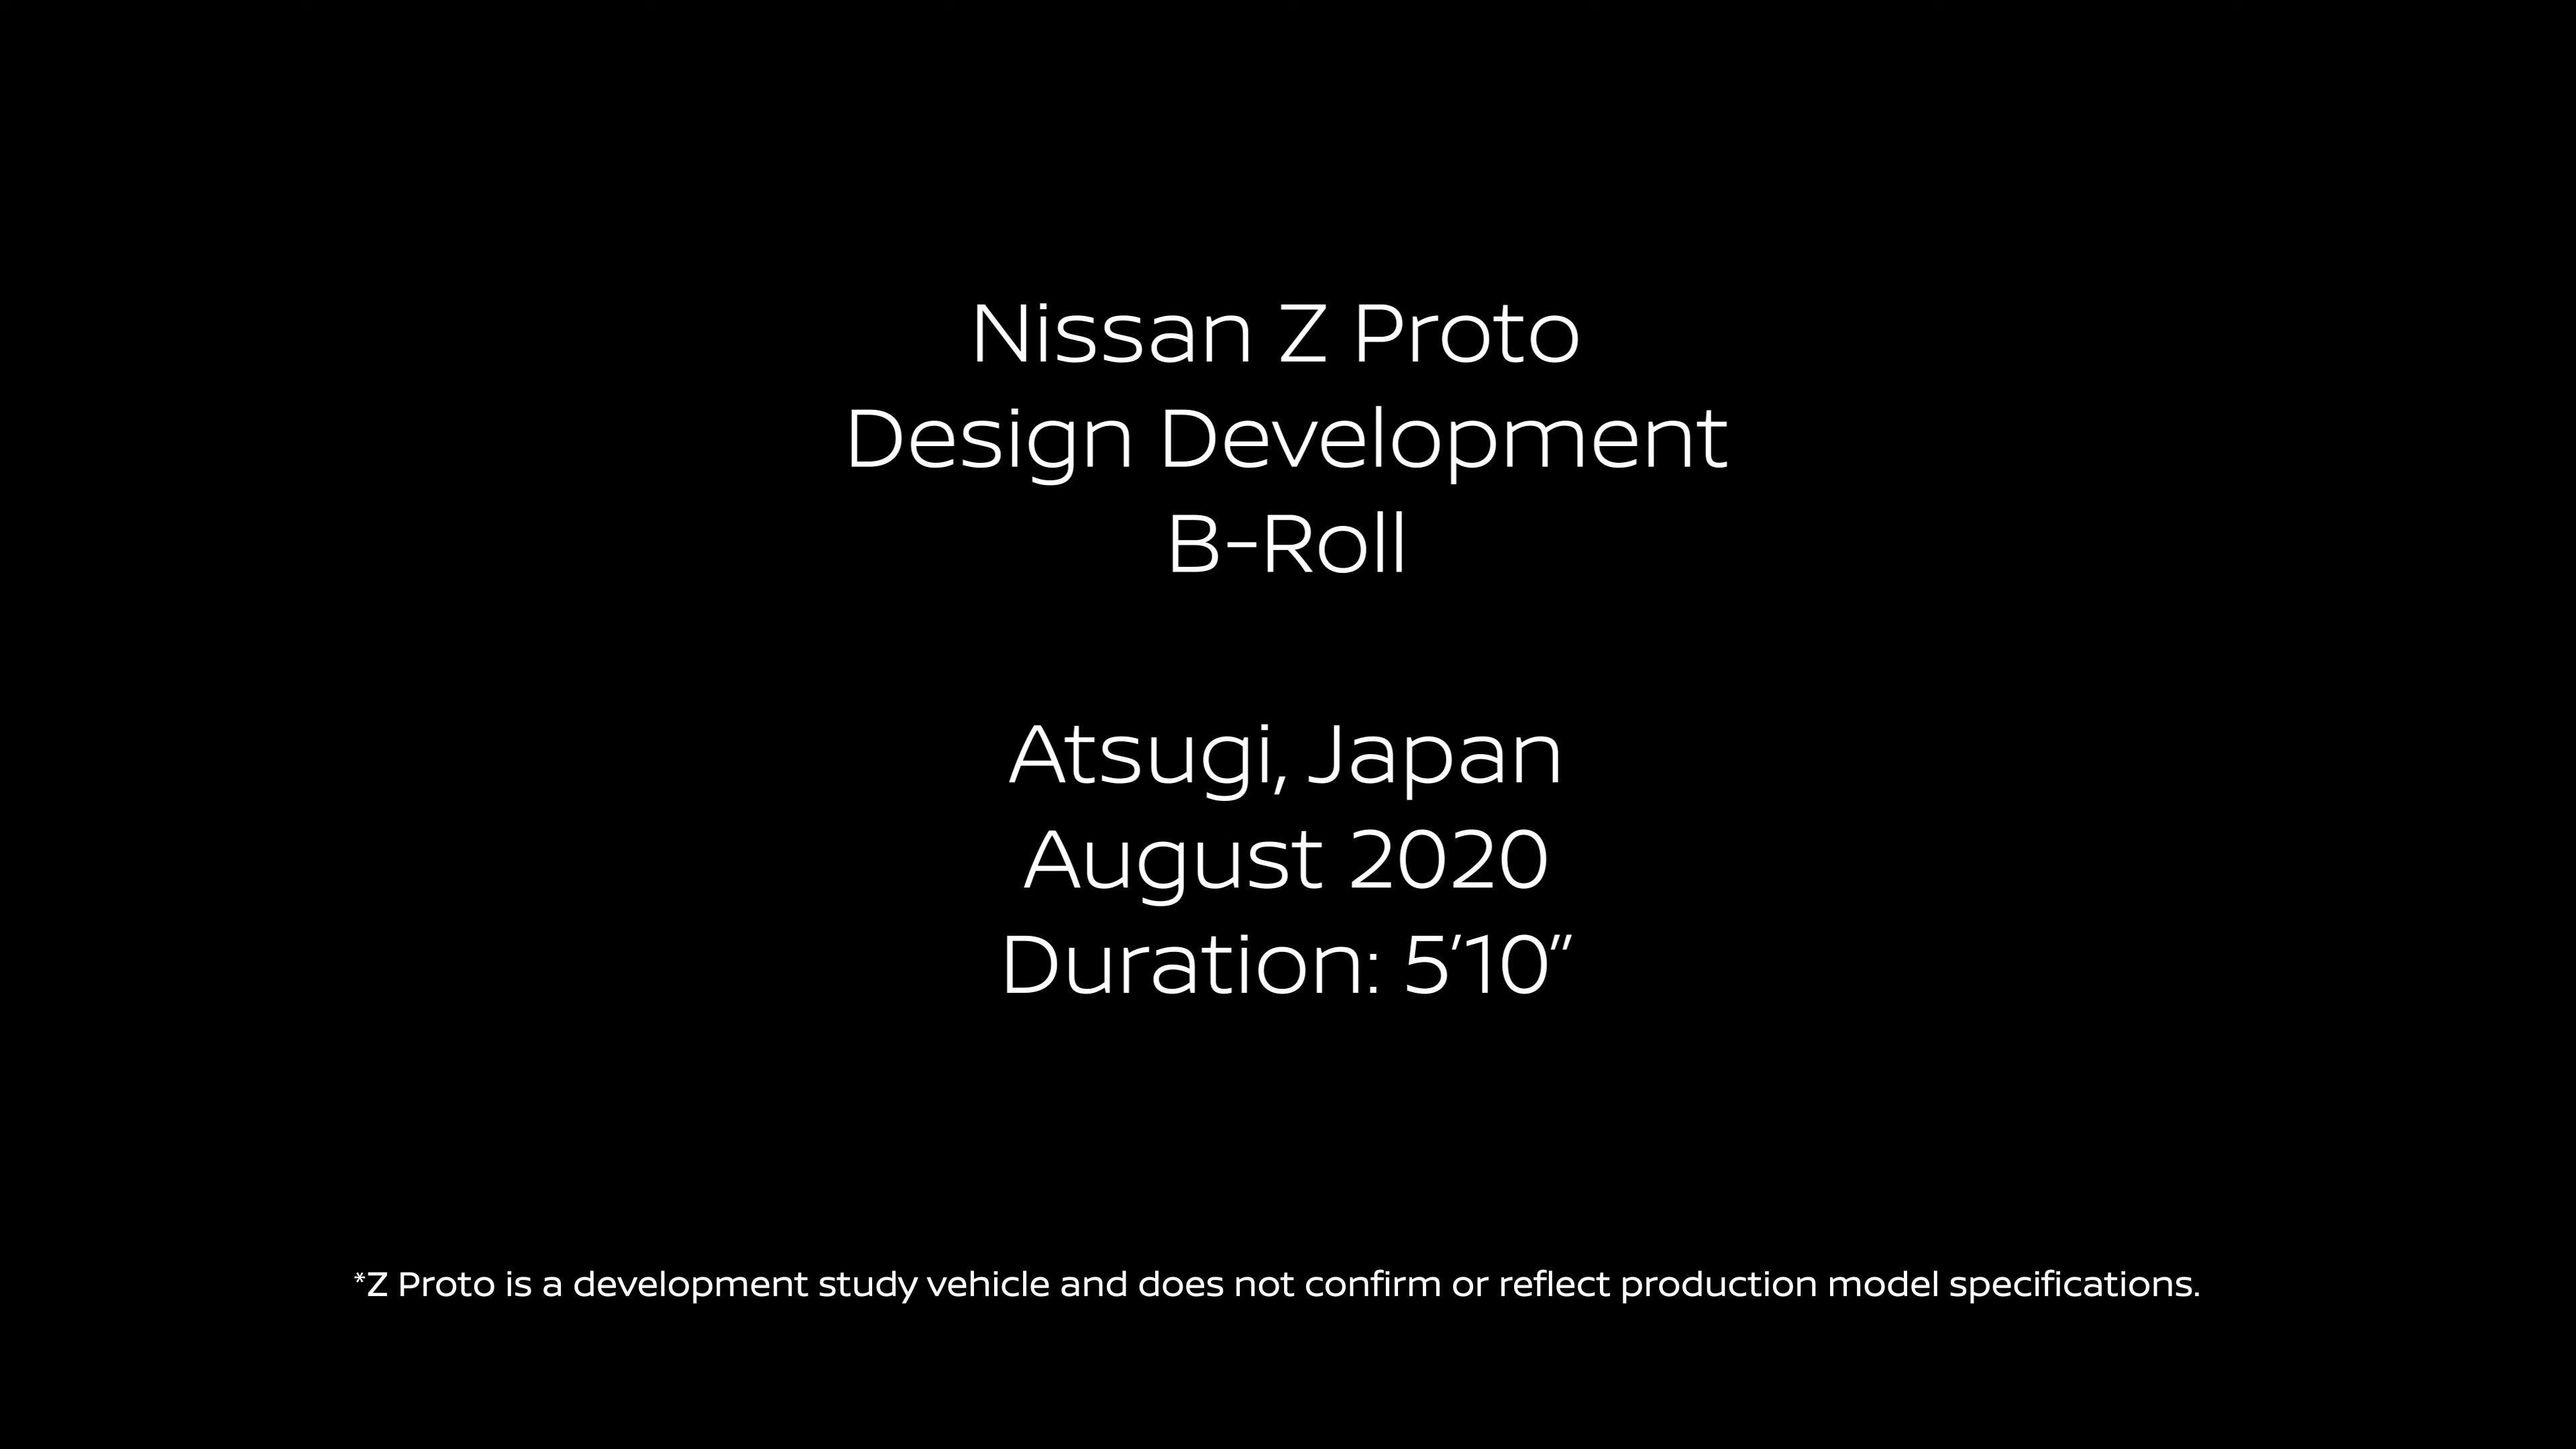 Nissan Z Proto
Design Development
B-Roll
Atsugi, Japan
August 2020
Duration: 5’10”
*Z Proto is a development study vehicle and does not confirm or reflect production model specifications.